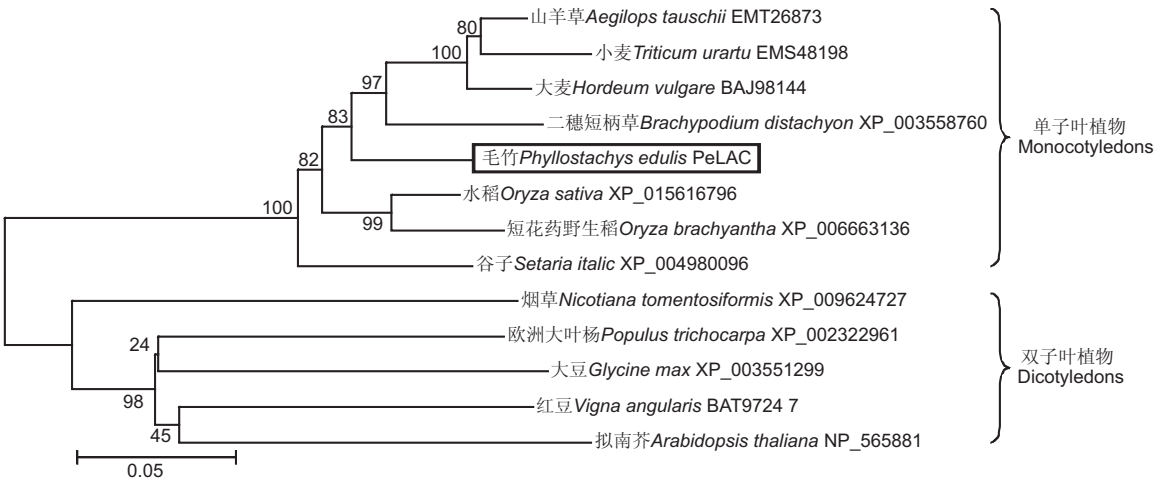 80
山羊草Aegilops tauschii EMT26873
100
小麦Triticum urartu EMS48198
97
大麦Hordeum vulgare BAJ98144
83
二穗短柄草Brachypodium distachyon XP_003558760
单子叶植物
Monocotyledons
82
毛竹Phyllostachys edulis PeLAC
100
水稻Oryza sativa XP_015616796
99
短花药野生稻Oryza brachyantha XP_006663136
谷子Setaria italic XP_004980096
烟草Nicotiana tomentosiformis XP_009624727
24
欧洲大叶杨Populus trichocarpa XP_002322961
双子叶植物
Dicotyledons
大豆Glycine max XP_003551299
98
红豆Vigna angularis BAT9724 7
45
拟南芥Arabidopsis thaliana NP_565881
0.05